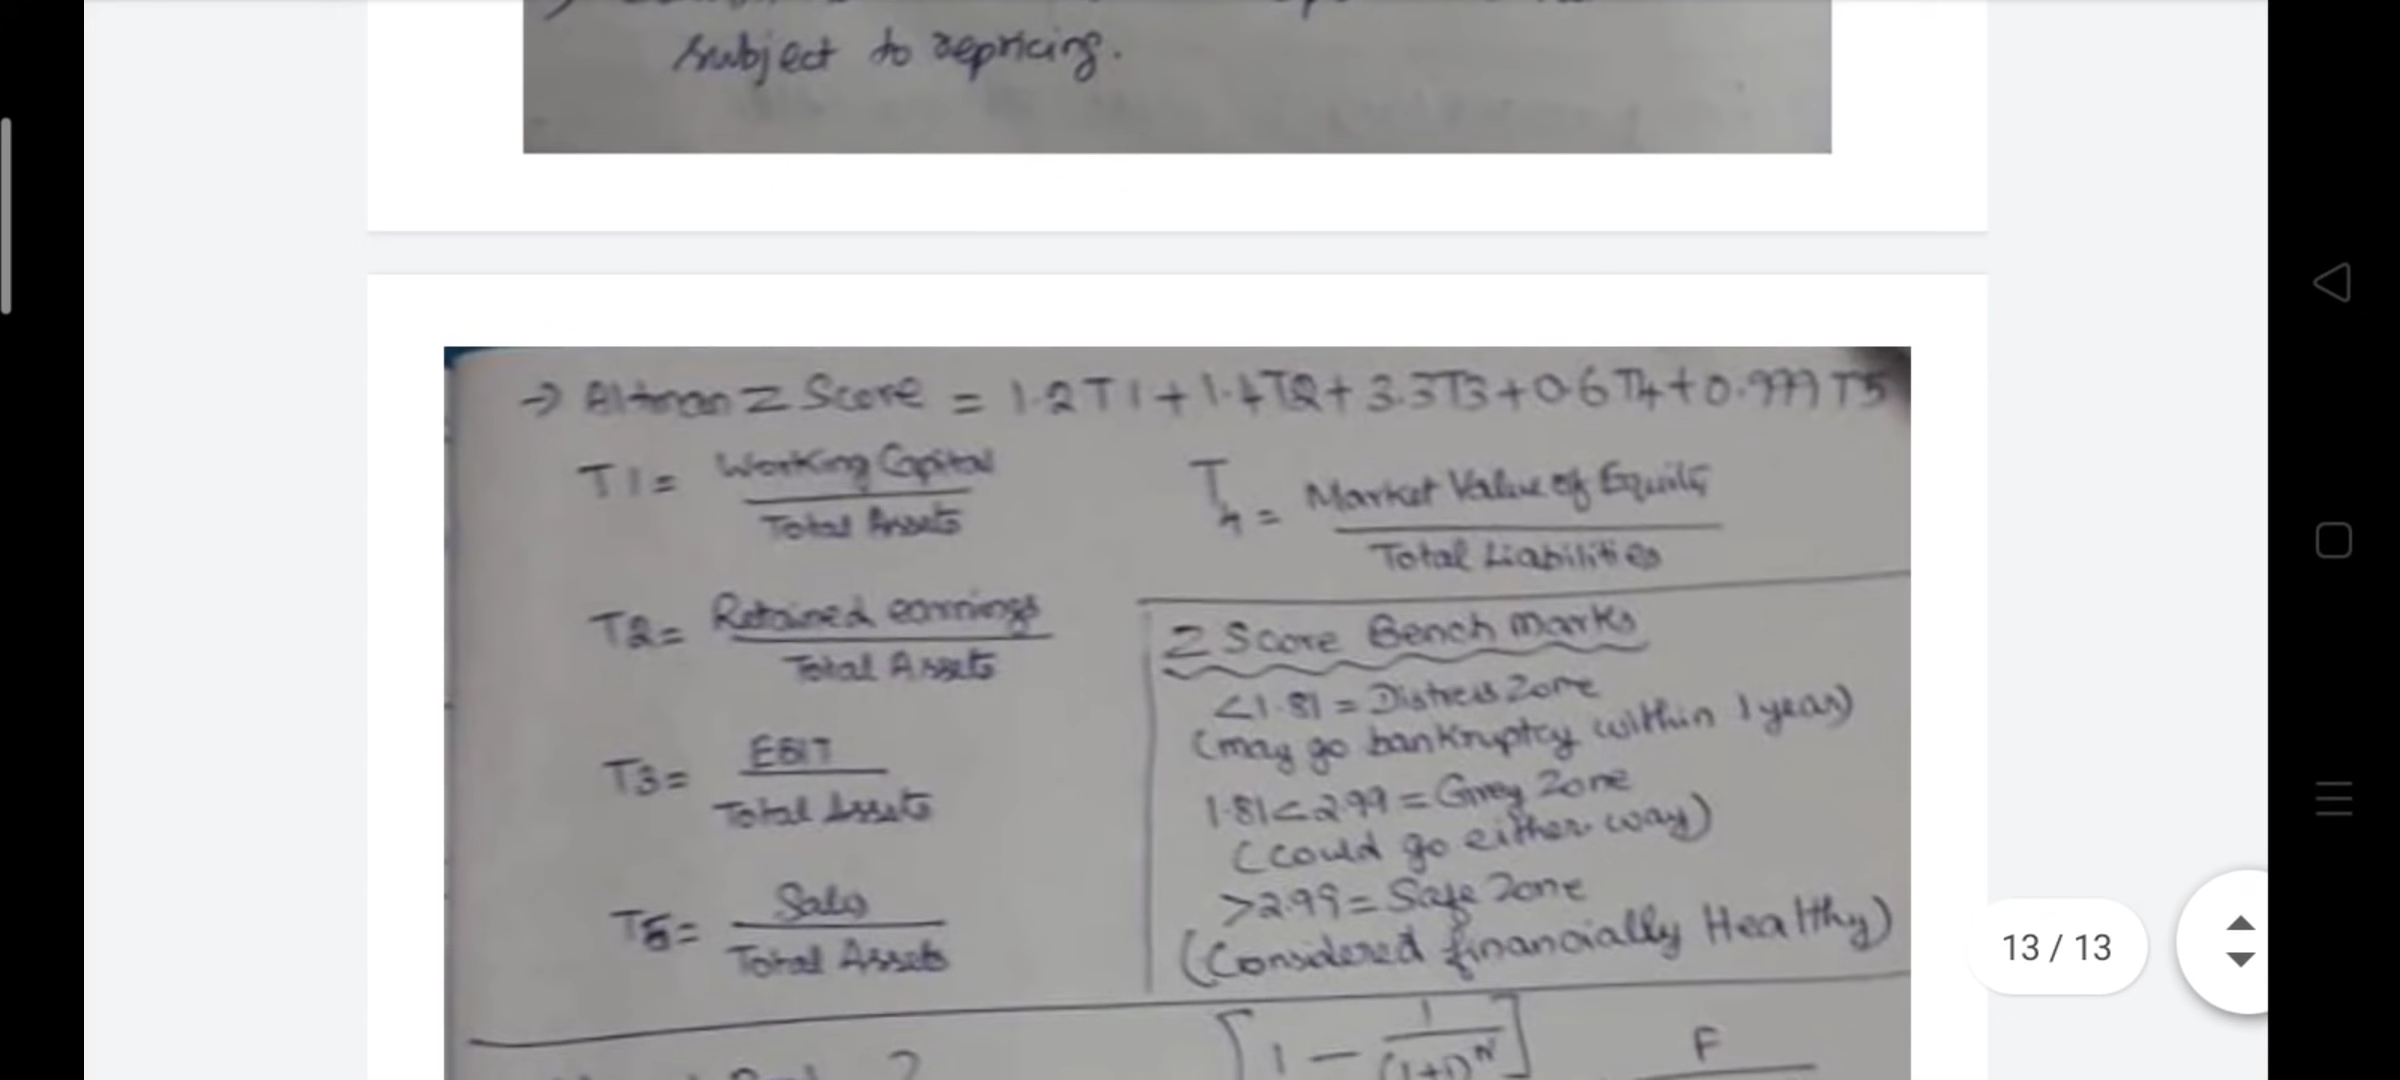 subject to repricing.
→ Altman Z Score = 1.2T1 + 1.4T2 + 3.3T3 + 0.6T4 + 0.999T5
T1 = Working Capital / Total Assets
T4 = Market Value of Equity / Total Liabilities
T2 = Retained earnings / Total Assets
T3 = EBIT / Total Assets
T5 = Sales / Total Assets
Z Score Bench marks
<1.81 = Distress Zone
(may go bankruptcy within 1 year)
1.81<2.99 = Grey Zone
(could go either way)
>2.99 = Safe Zone
(Considered financially Healthy)
[1 - 1/(1+i)^N] F
13 / 13